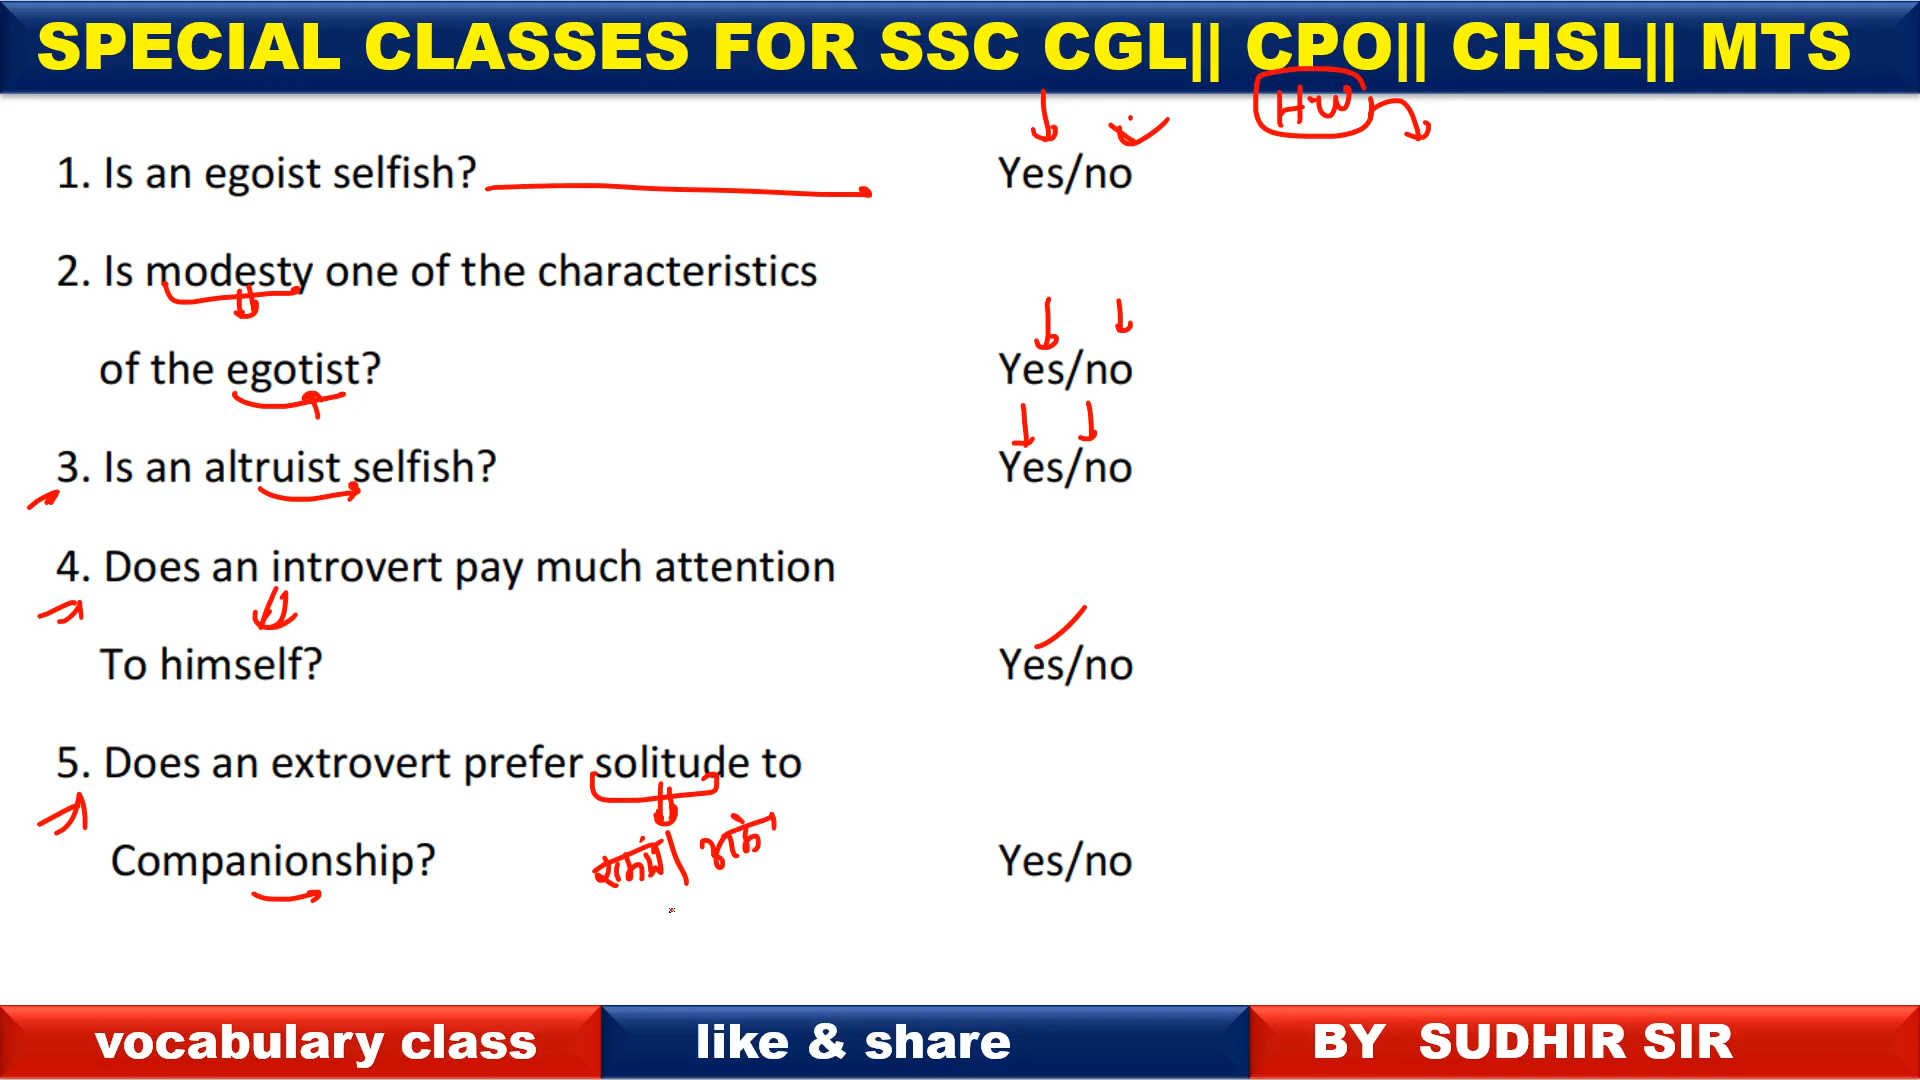 SPECIAL CLASSES FOR SSC CGL|| CPO|| CHSL|| MTS
HW
1. Is an egoist selfish? Yes/no
2. Is modesty one of the characteristics
of the egotist? Yes/no
3. Is an altruist selfish? Yes/no
4. Does an introvert pay much attention
To himself? Yes/no
5. Does an extrovert prefer solitude to
Companionship? Yes/no
vocabulary class like & share BY SUDHIR SIR